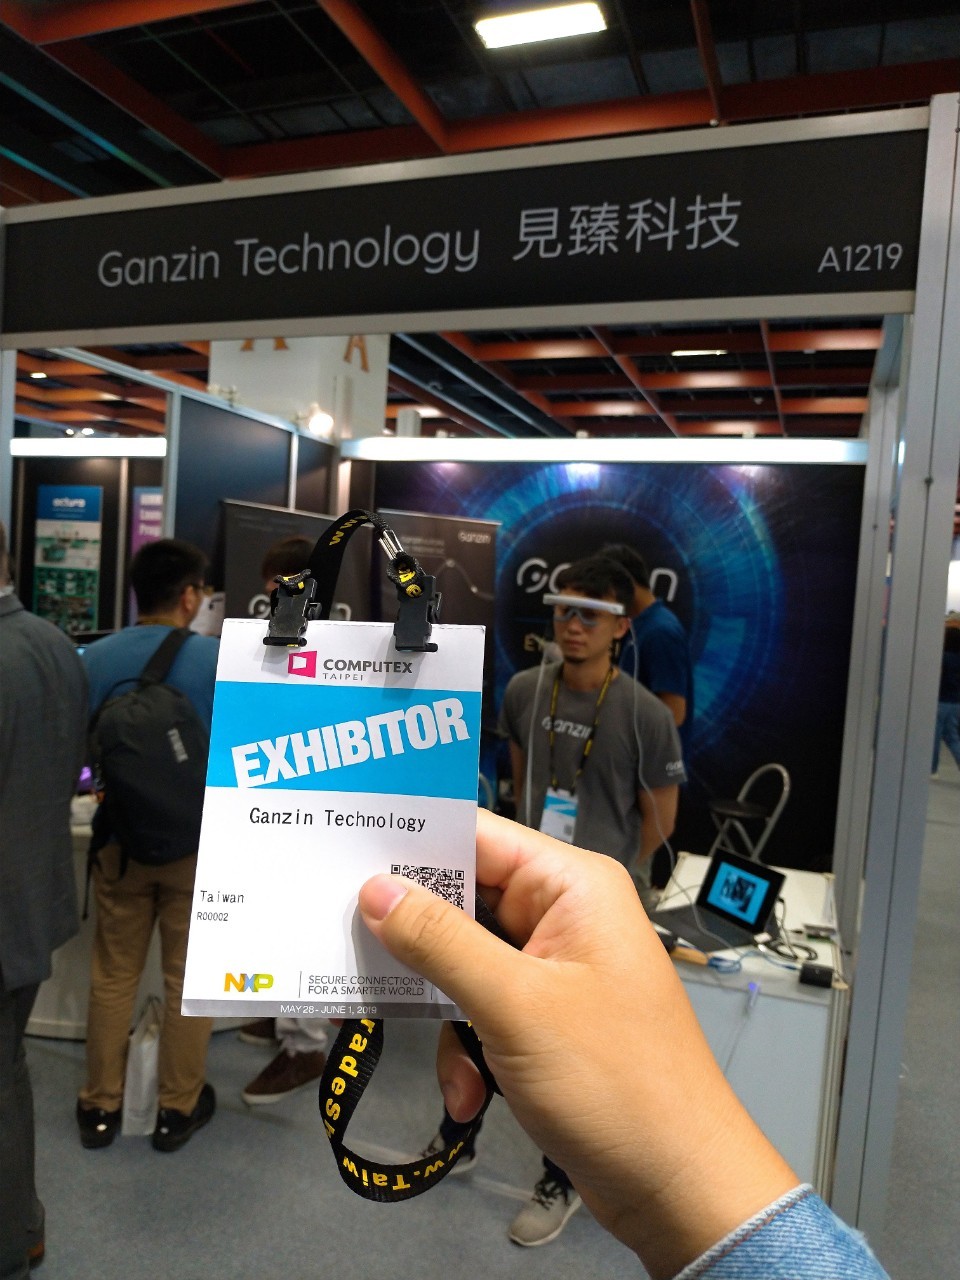 Ganzin Technology 見臻科技
A1219
Ganzin
COMPUTEX
TAIPEI
EXHIBITOR
Ganzin Technology
Taiwan
R00002
NXP
SECURE CONNECTIONS
FOR A SMARTER WORLD
MAY 28 - JUNE 1, 2019
Ganzin